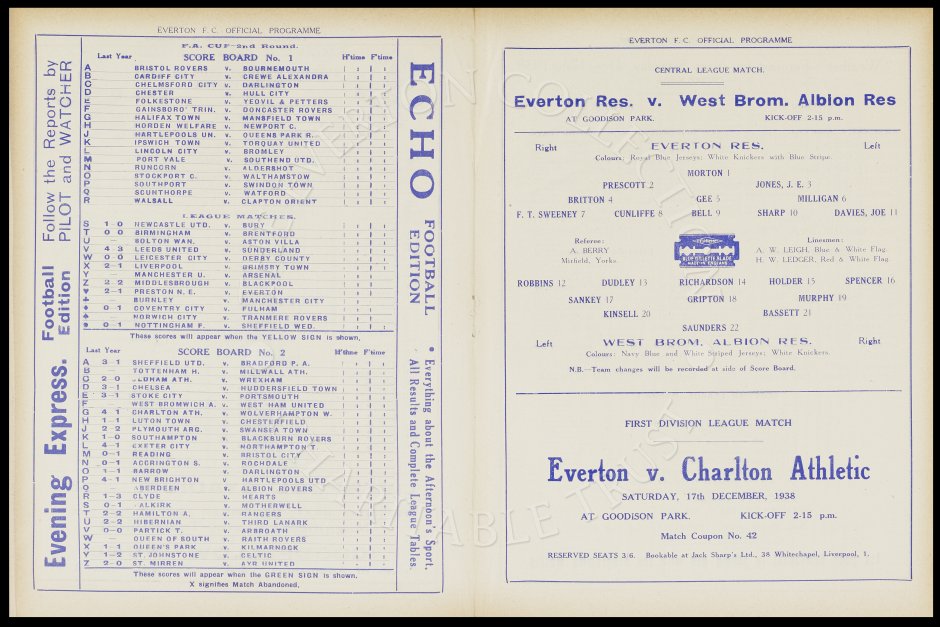 EVERTON F.C. OFFICIAL PROGRAMME
Evening Express. Football Edition
Follow the Reports by PILOT and WATCHER
F.A. CUP—2nd Round.
Last Year SCORE BOARD No. 1 H'time F'time
A BRISTOL ROVERS v. BOURNEMOUTH
B CARDIFF CITY v. CREWE ALEXANDRA
C CHELMSFORD CITY v. DARLINGTON
D CHESTER v. HULL CITY
E FOLKESTONE v. YEOVIL & PETTERS
F GAINSBORO' TRIN. v. DONCASTER ROVERS
G HALIFAX TOWN v. MANSFIELD TOWN
H HORDEN WELFARE v. NEWPORT C.
J HARTLEPOOLS UN. v. QUEENS PARK R.
K IPSWICH TOWN v. TORQUAY UNITED
L LINCOLN CITY v. BROMLEY
M PORT VALE v. SOUTHEND UTD.
N RUNCORN v. ALDERSHOT
O STOCKPORT C. v. WALTHAMSTOW
P SOUTHPORT v. SWINDON TOWN
Q SCUNTHORPE v. WATFORD
R WALSALL v. CLAPTON ORIENT
LEAGUE MATCHES.
S 1-0 NEWCASTLE UTD. v. BURY
T 0-0 BIRMINGHAM v. BRENTFORD
U — BOLTON WAN. v. ASTON VILLA
V 4-3 LEEDS UNITED v. SUNDERLAND
W 0-0 LEICESTER CITY v. DERBY COUNTY
X 2-1 LIVERPOOL v. GRIMSBY TOWN
Y — MANCHESTER U. v. ARSENAL
Z 2-2 MIDDLESBROUGH v. BLACKPOOL
2-1 PRESTON N. E. v. EVERTON
— BURNLEY v. MANCHESTER CITY
0-1 COVENTRY CITY v. FULHAM
— NORWICH CITY v. TRANMERE ROVERS
0-1 NOTTINGHAM F. v. SHEFFIELD WED.
These scores will appear when the YELLOW SIGN is shown.
Last Year SCORE BOARD No. 2 H'time F'time
A 3-1 SHEFFIELD UTD. v. BRADFORD P. A.
B — TOTTENHAM H. v. MILLWALL ATH.
C 2-0 OLDHAM ATH. v. WREXHAM
D 3-1 CHELSEA v. HUDDERSFIELD TOWN
E 3-1 STOKE CITY v. PORTSMOUTH
F — WEST BROMWICH A. v. WEST HAM UNITED
G 4-1 CHARLTON ATH. v. WOLVERHAMPTON W.
H 1-1 LUTON TOWN v. CHESTERFIELD
J 2-2 PLYMOUTH ARG. v. SWANSEA TOWN
K 1-0 SOUTHAMPTON v. BLACKBURN ROVERS
L 4-1 EXETER CITY v. NORTHAMPTON T.
M 0-1 READING v. BRISTOL CITY
N 0-1 ACCRINGTON S. v. ROCHDALE
O 1-1 BARROW v. DARLINGTON
P 4-1 NEW BRIGHTON v. HARTLEPOOLS UTD
Q ABERDEEN v. ALBION ROVERS
R 1-3 CLYDE v. HEARTS
S 0-1 FALKIRK v. MOTHERWELL
T 2-2 HAMILTON A. v. RANGERS
U 2-2 HIBERNIAN v. THIRD LANARK
V 0-0 PARTICK T. v. ARBROATH
W — QUEEN OF SOUTH v. RAITH ROVERS
X 1-1 QUEEN'S PARK v. KILMARNOCK
Y 1-2 ST. JOHNSTONE v. CELTIC
Z 2-0 ST. MIRREN v. AYR UNITED
These scores will appear when the GREEN SIGN is shown.
X signifies Match Abandoned.
ECHO FOOTBALL EDITION
• Everything about the Afternoon's Sport.
All Results and Complete League Tables.
EVERTON F.C. OFFICIAL PROGRAMME
CENTRAL LEAGUE MATCH.
Everton Res. v. West Brom. Albion Res
AT GOODISON PARK. KICK-OFF 2-15 p.m.
Right EVERTON RES. Left
Colours, Royal Blue Jerseys; White Knickers with Blue Stripe.
MORTON 1
PRESCOTT 2 JONES, J. E. 3
BRITTON 4 GEE 5 MILLIGAN 6
F. T. SWEENEY 7 CUNLIFFE 8 BELL 9 SHARP 10 DAVIES, JOE 11
Referee: A. BERRY Mirfield, Yorks.
BLUE GILLETTE BLADE
MADE IN ENGLAND
Linesmen:
A. W. LEIGH, Blue & White Flag.
H. W. LEDGER, Red & White Flag.
ROBBINS 12 DUDLEY 13 RICHARDSON 14 HOLDER 15 SPENCER 16
SANKEY 17 GRIPTON 18 MURPHY 19
KINSELL 20 BASSETT 21
SAUNDERS 22
Left WEST BROM. ALBION RES. Right
Colours: Navy Blue and White Striped Jerseys; White Knickers.
N.B.—Team changes will be recorded at side of Score Board.
FIRST DIVISION LEAGUE MATCH
Everton v. Charlton Athletic
SATURDAY, 17th DECEMBER, 1938
AT GOODISON PARK. KICK-OFF 2-15 p.m.
Match Coupon No. 42
RESERVED SEATS 3/6. Bookable at Jack Sharp's Ltd., 38 Whitechapel, Liverpool, 1.